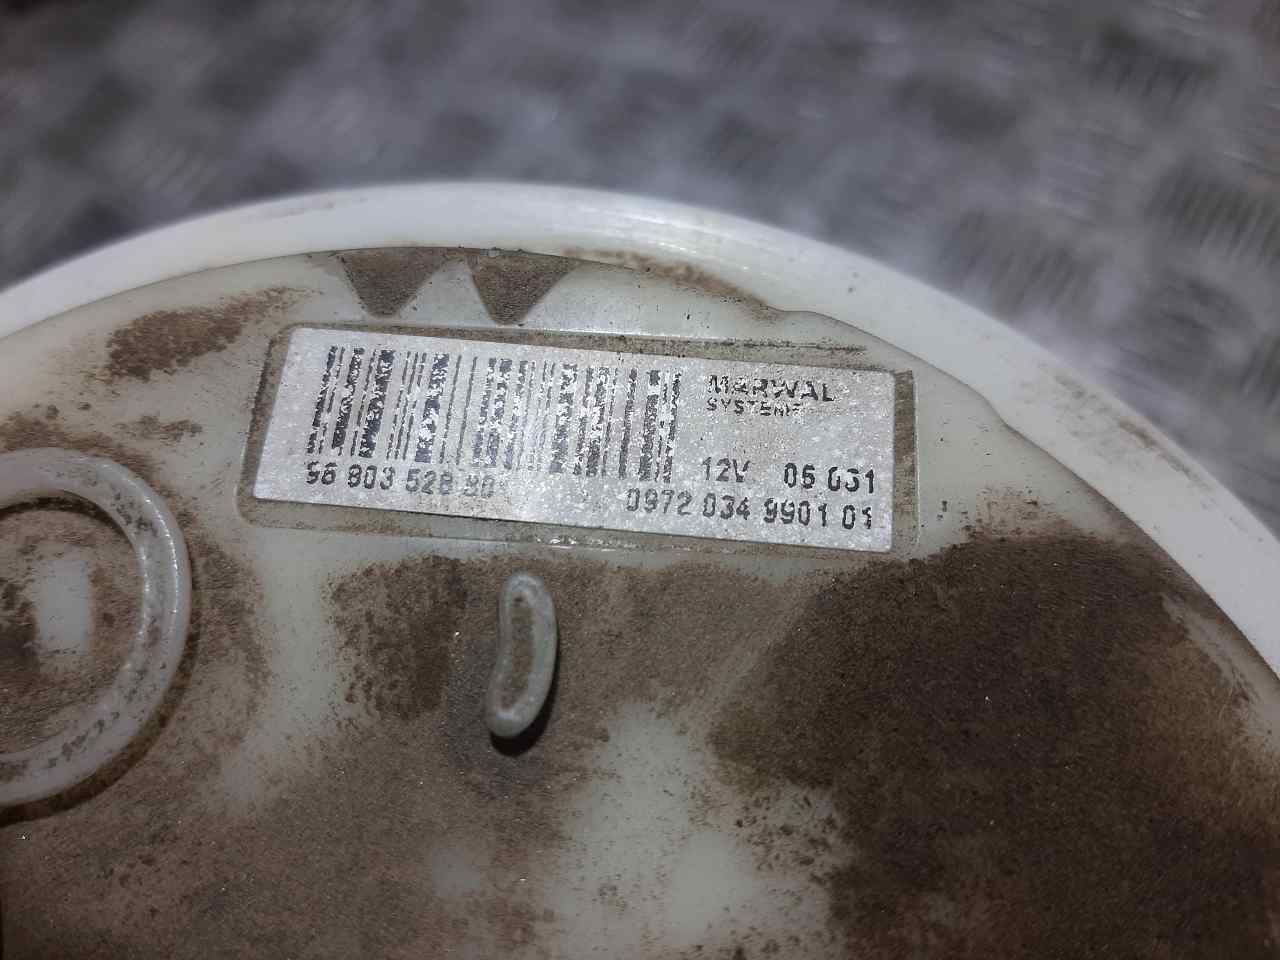 MARWAL
SYSTEMS
12V 05 031
96 803 528 80
0972 034 9901 01